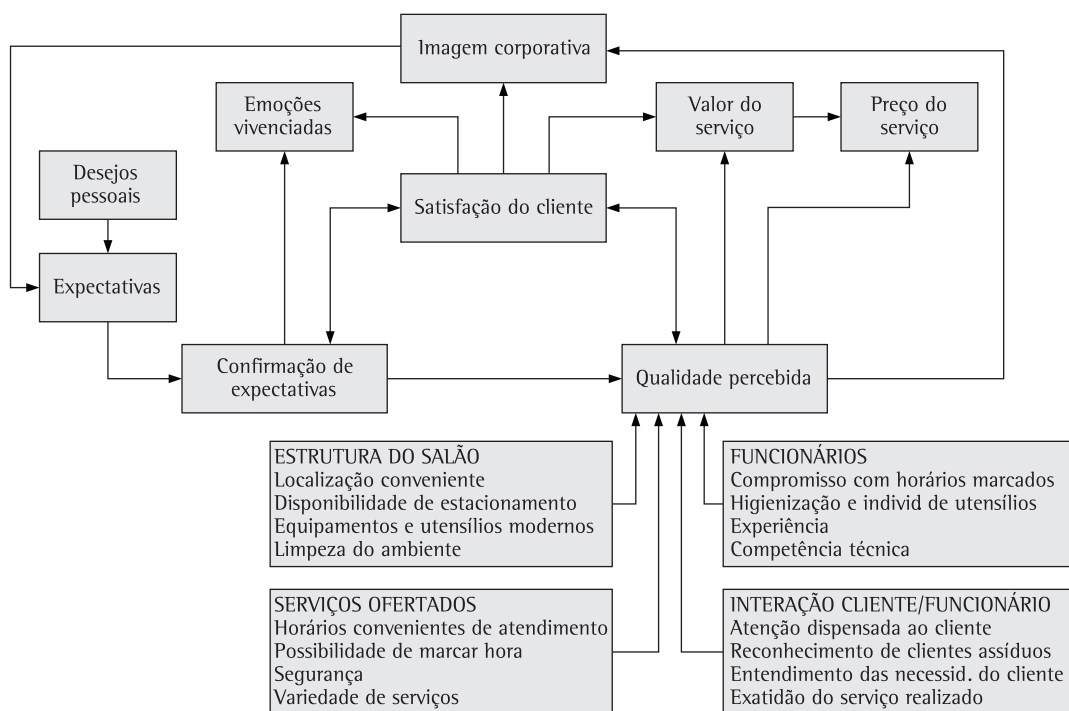 Imagem corporativa
Emoções
vivenciadas
Valor do
serviço
Preço do
serviço
Desejos
pessoais
Satisfação do cliente
Expectativas
Confirmação de
expectativas
Qualidade percebida
ESTRUTURA DO SALÃO
Localização conveniente
Disponibilidade de estacionamento
Equipamentos e utensílios modernos
Limpeza do ambiente
FUNCIONÁRIOS
Compromisso com horários marcados
Higienização e individ. de utensílios
Experiência
Competência técnica
SERVIÇOS OFERTADOS
Horários convenientes de atendimento
Possibilidade de marcar hora
Segurança
Variedade de serviços
INTERAÇÃO CLIENTE/FUNCIONÁRIO
Atenção dispensada ao cliente
Reconhecimento de clientes assíduos
Entendimento das necessid. do cliente
Exatidão do serviço realizado